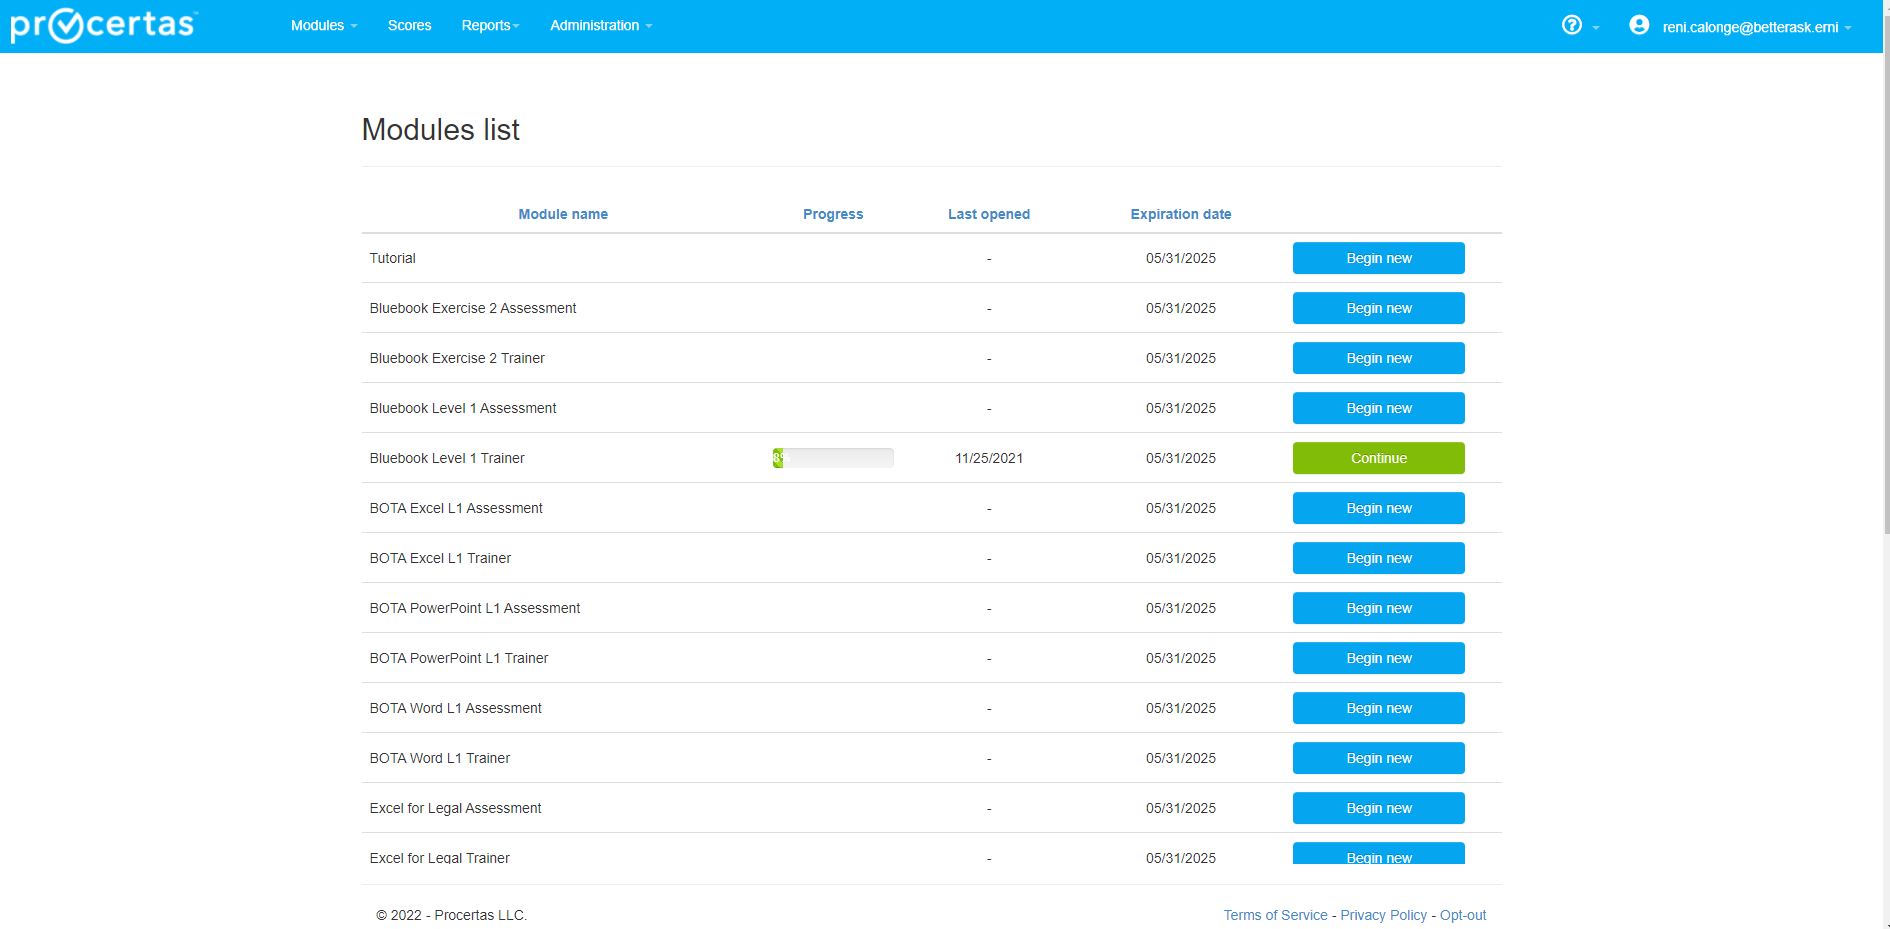 procertas™
Modules Scores Reports Administration reni.calonge@betterask.erni
Modules list
Module name Progress Last opened Expiration date
Tutorial - 05/31/2025 Begin new
Bluebook Exercise 2 Assessment - 05/31/2025 Begin new
Bluebook Exercise 2 Trainer - 05/31/2025 Begin new
Bluebook Level 1 Assessment - 05/31/2025 Begin new
Bluebook Level 1 Trainer 8% 11/25/2021 05/31/2025 Continue
BOTA Excel L1 Assessment - 05/31/2025 Begin new
BOTA Excel L1 Trainer - 05/31/2025 Begin new
BOTA PowerPoint L1 Assessment - 05/31/2025 Begin new
BOTA PowerPoint L1 Trainer - 05/31/2025 Begin new
BOTA Word L1 Assessment - 05/31/2025 Begin new
BOTA Word L1 Trainer - 05/31/2025 Begin new
Excel for Legal Assessment - 05/31/2025 Begin new
Excel for Legal Trainer - 05/31/2025 Begin new
© 2022 - Procertas LLC. Terms of Service - Privacy Policy - Opt-out